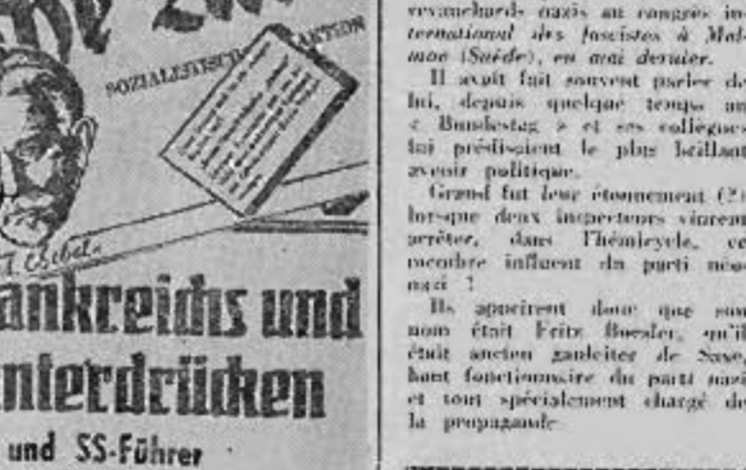 SOZIALISTISCHE AKTION
ankreichs und
nterdrücken
und SS-Führer
revanchards nazis au congrès in-
ternational des fascistes à Mal-
moe (Suède), en mai dernier.
Il avait fait souvent parler de
lui, depuis quelque temps au
« Bundestag » et ses collègues
lui prédisaient le plus brillant
avenir politique.
Grand fut leur étonnement (?)
lorsque deux inspecteurs vinrent
arrêter, dans l'hémicycle, ce
membre influent du parti néo-
nazi !
Ils apprirent donc que son
nom était Fritz Roesler, qu'il
était ancien gauleiter de Saxe,
haut fonctionnaire du parti nazi
et tout spécialement chargé de
la propagande